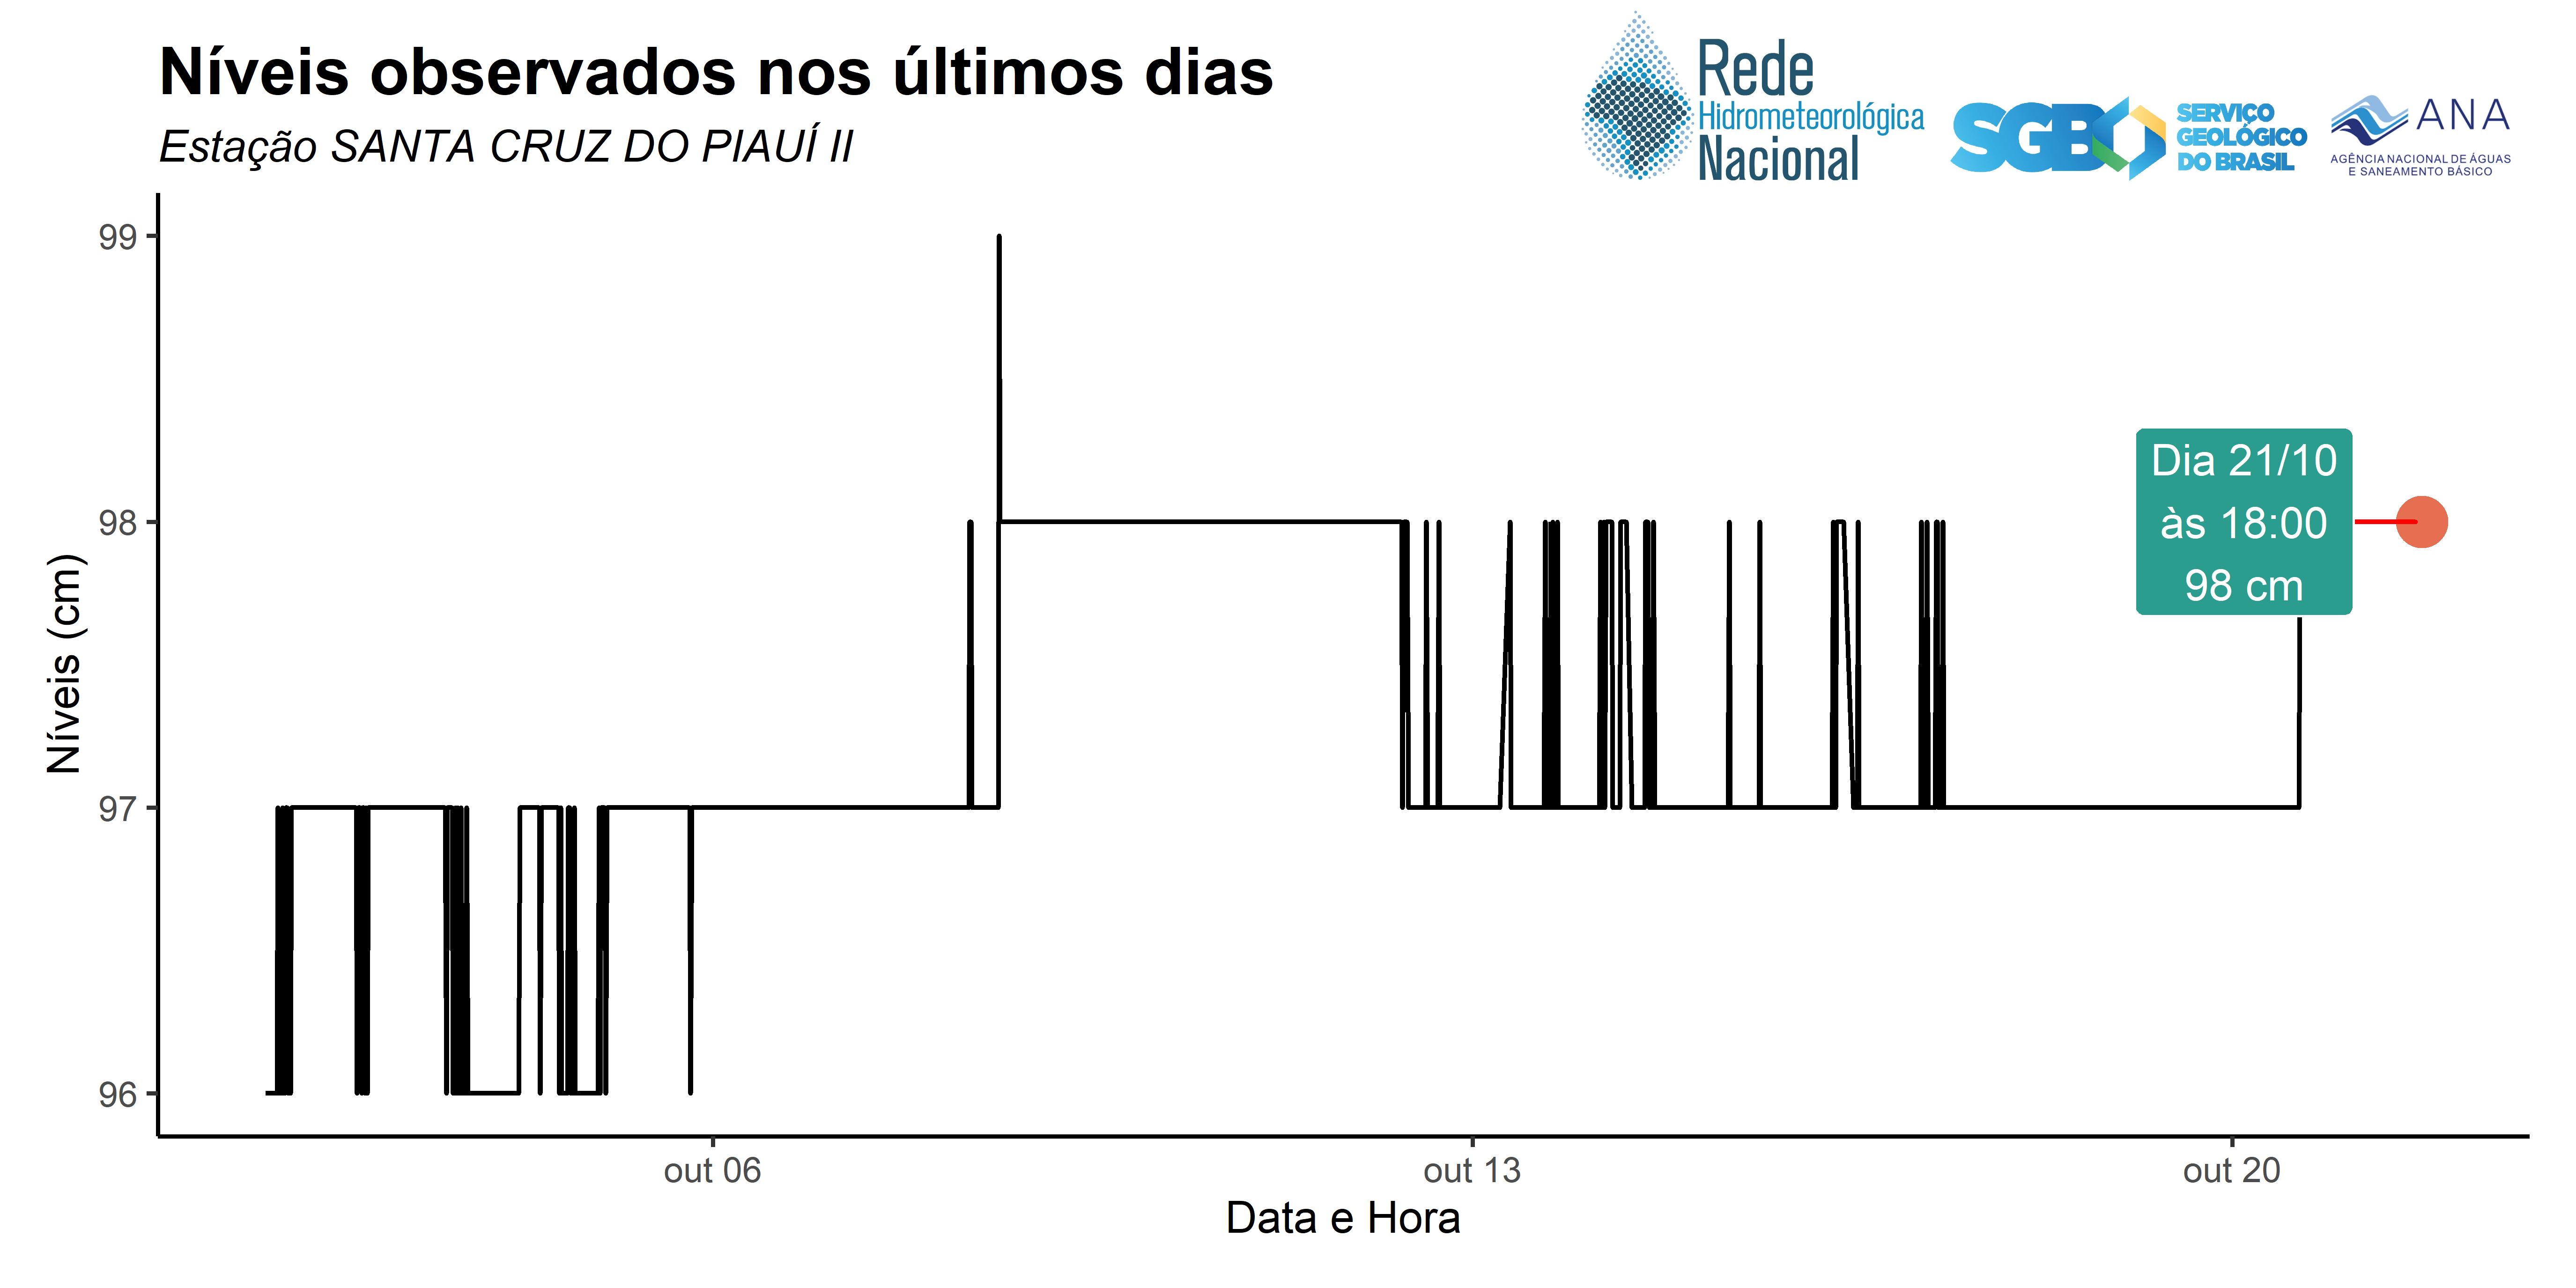 Níveis observados nos últimos dias
Estação SANTA CRUZ DO PIAUÍ II
Rede
Hidrometeorológica
Nacional
SGB
SERVIÇO
GEOLÓGICO
DO BRASIL
ANA
AGÊNCIA NACIONAL DE ÁGUAS
E SANEAMENTO BÁSICO
Níveis (cm)
99
98
97
96
Dia 21/10
às 18:00
98 cm
out 06
out 13
out 20
Data e Hora